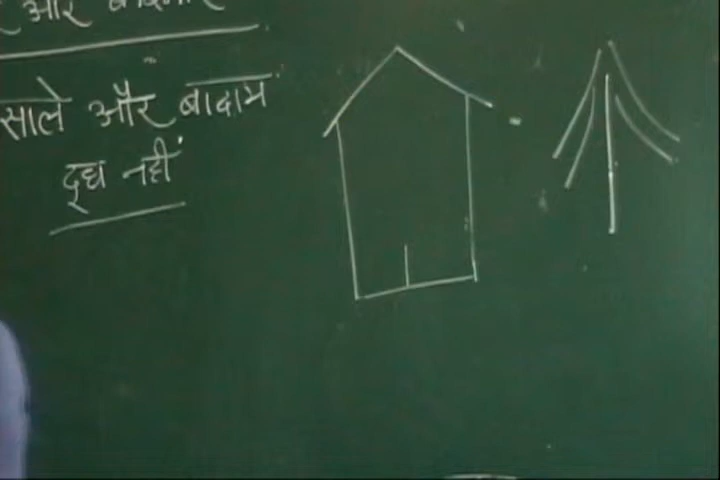 और
साले और बादाम
दूध नहीं